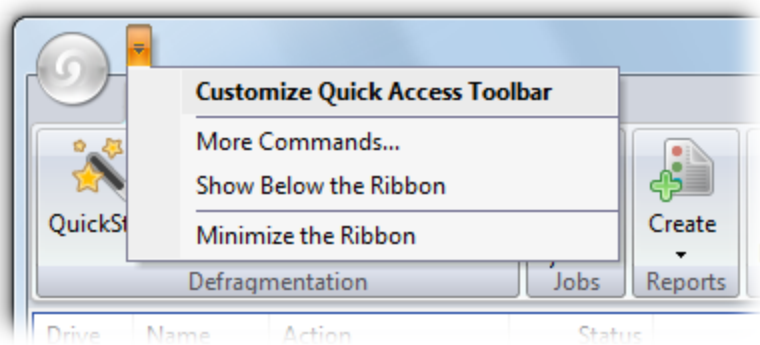 Customize Quick Access Toolbar
More Commands...
Show Below the Ribbon
Minimize the Ribbon
Create
Defragmentation
Jobs
Reports
Drive Name Action Status